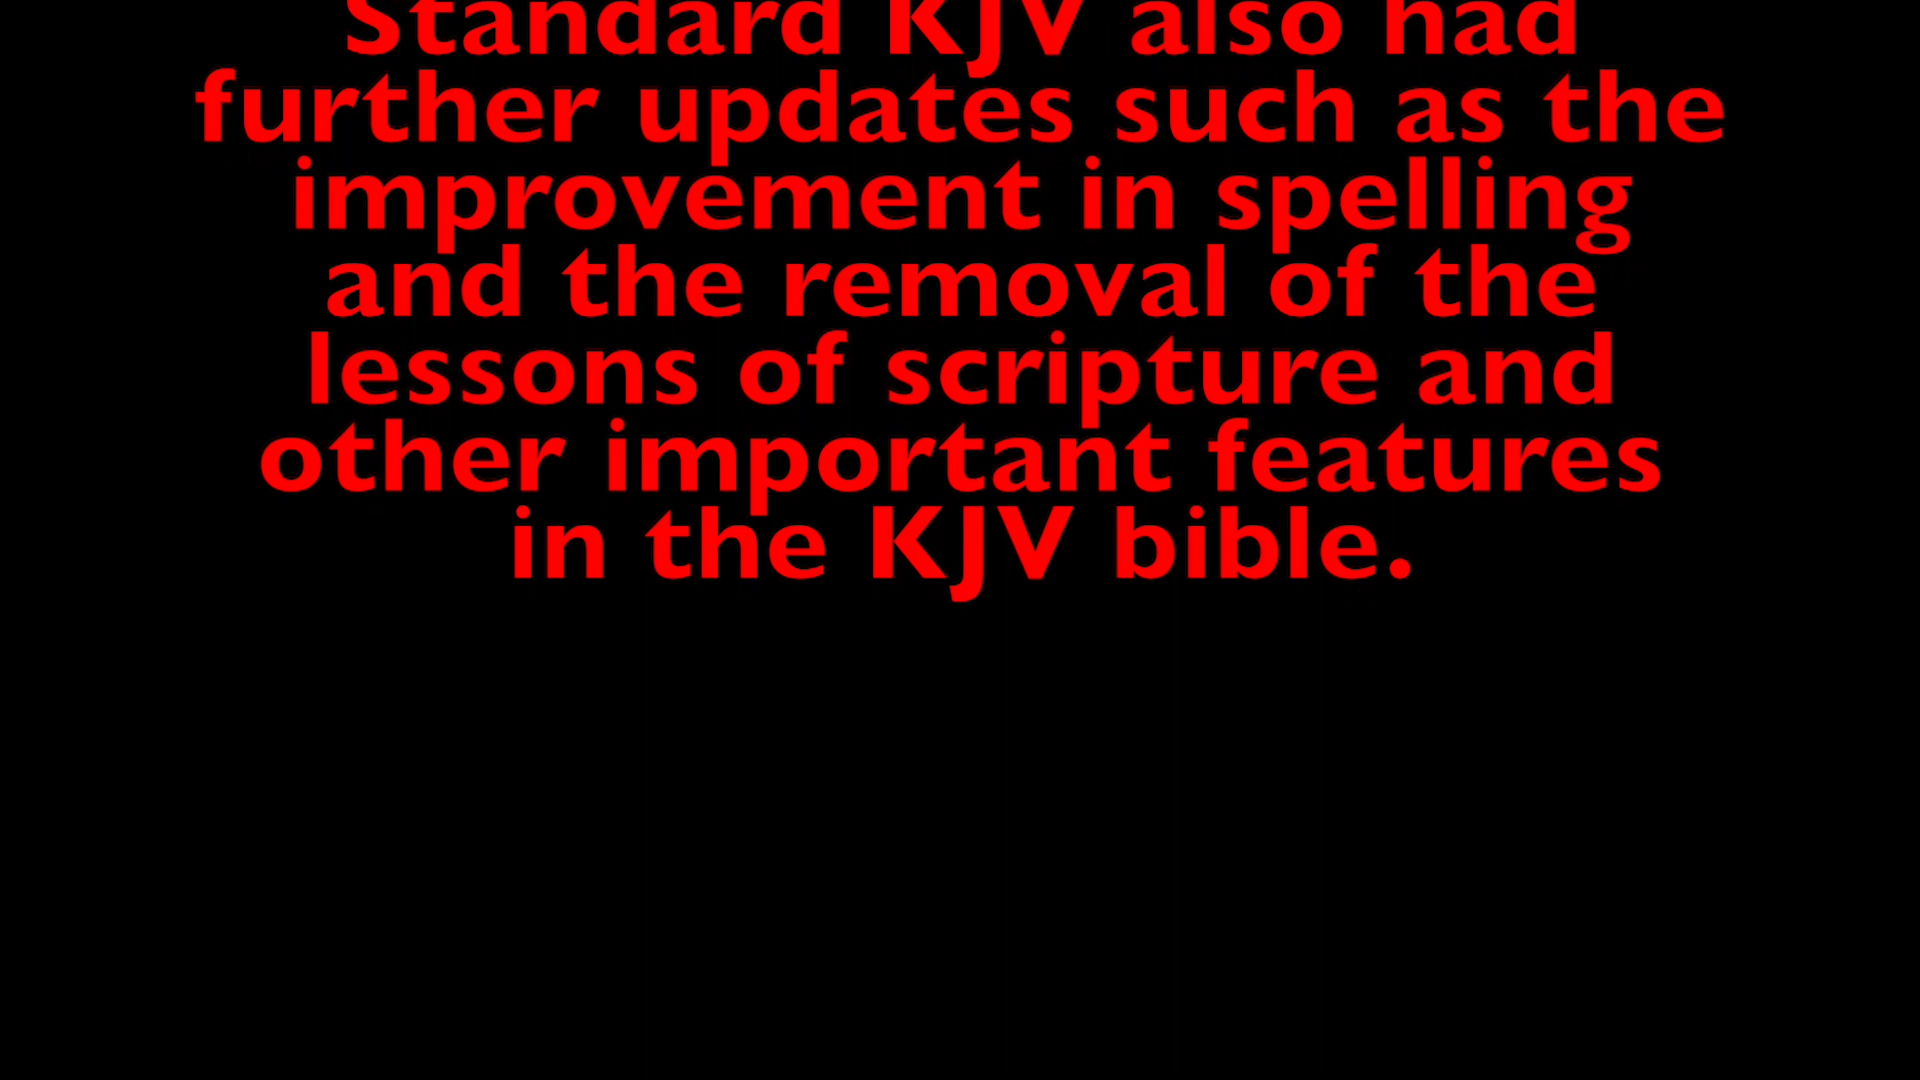 Standard KJV also had
further updates such as the
improvement in spelling
and the removal of the
lessons of scripture and
other important features
in the KJV bible.